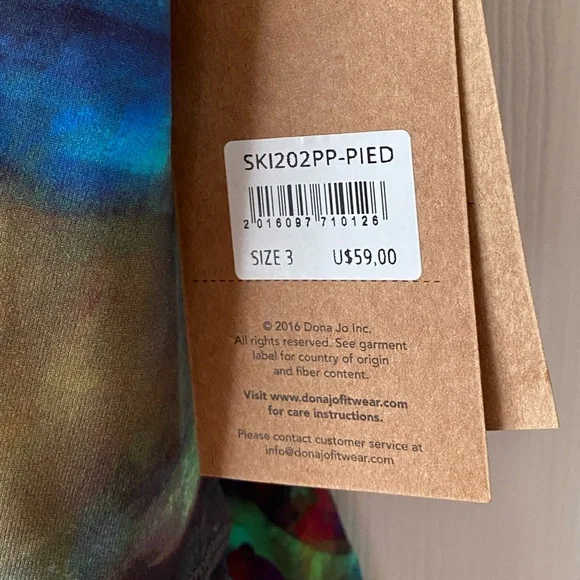 SKI202PP-PIED
2 016097 710126
SIZE 3 U$59,00
© 2016 Dona Jo Inc.
All rights reserved. See garment
label for country of origin
and fiber content.
Visit www.donajofitwear.com
for care instructions.
Please contact customer service at
info@donajofitwear.com